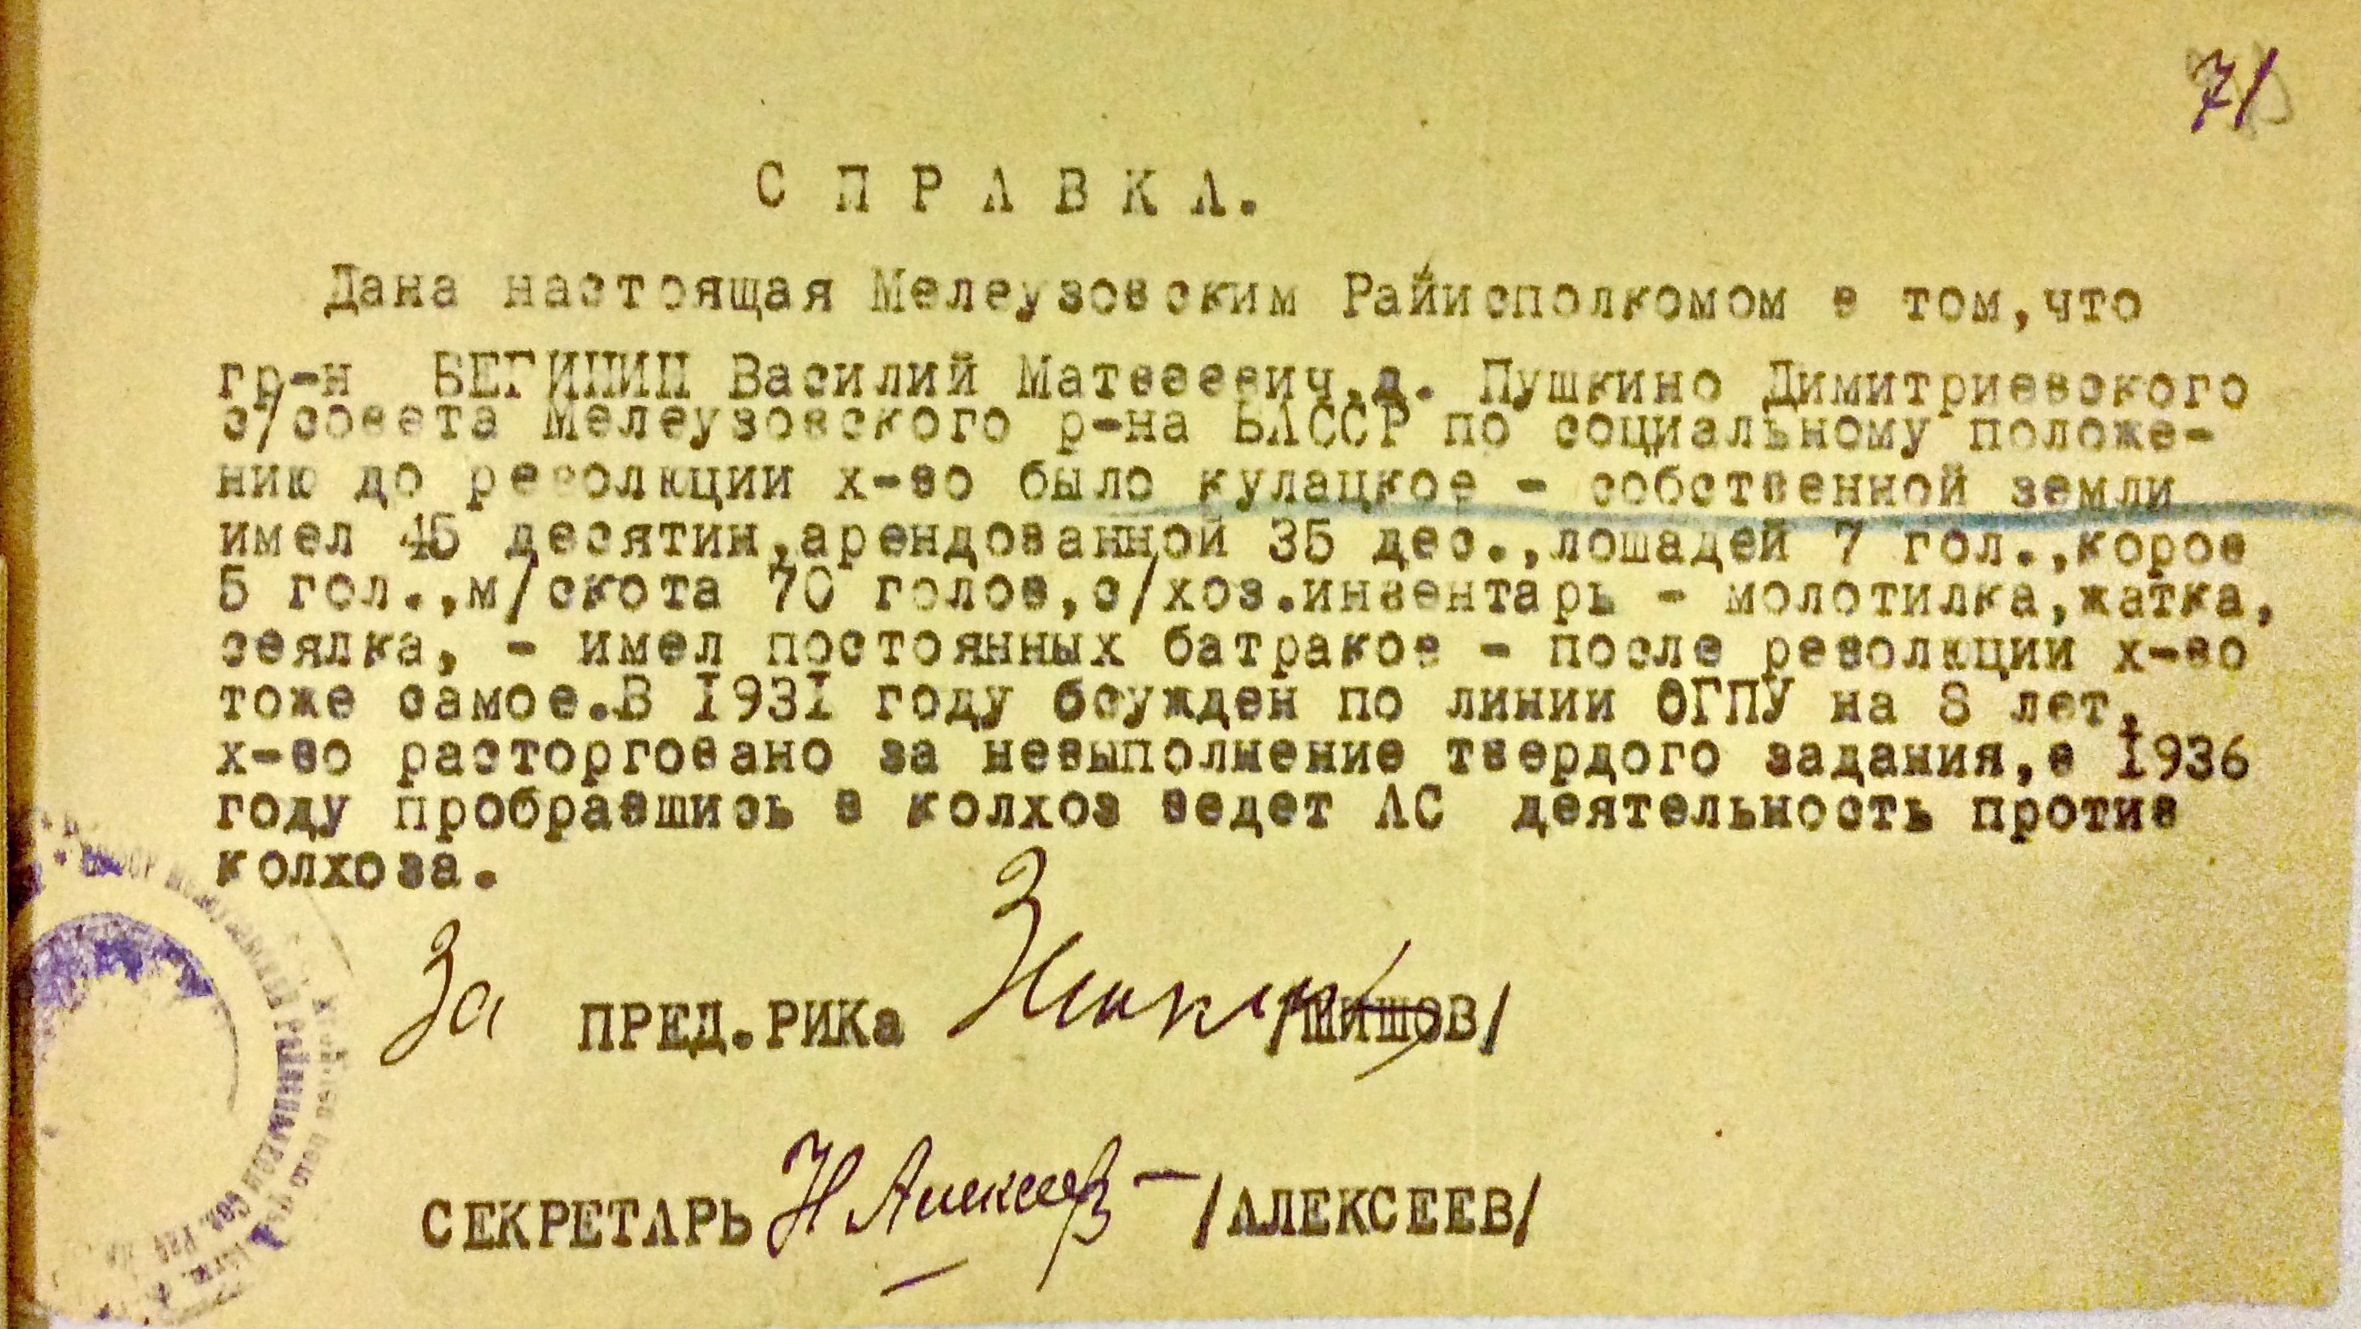 71
СПРАВКА.
Дана настоящая Мелеузовским Райисполкомом в том,что
гр-н БЕГИНИН Василий Матвеевич,д. Пушкино Димитриевского
с/совета Мелеузовского р-на БАССР по социальному положе-
нию до революции х-во было кулацкое - собственной земли
имел 45 десятин,арендованной 35 дес.,лошадей 7 гол.,коров
5 гол.,м/скота 70 голов,с/хоз.инвентарь - молотилка,жатка,
сеялка, - имел постоянных батраков - после революции х-во
тоже самое.В 1931 году осужден по линии ОГПУ на 8 лет,
х-во расторговано за невыполнение твердого задания,в 1936
году пробравшись в колхоз ведет АС деятельность против
колхоза.
За ПРЕД.РИКа /ШИШОВ/
СЕКРЕТАРЬ Н Алексеев /АЛЕКСЕЕВ/